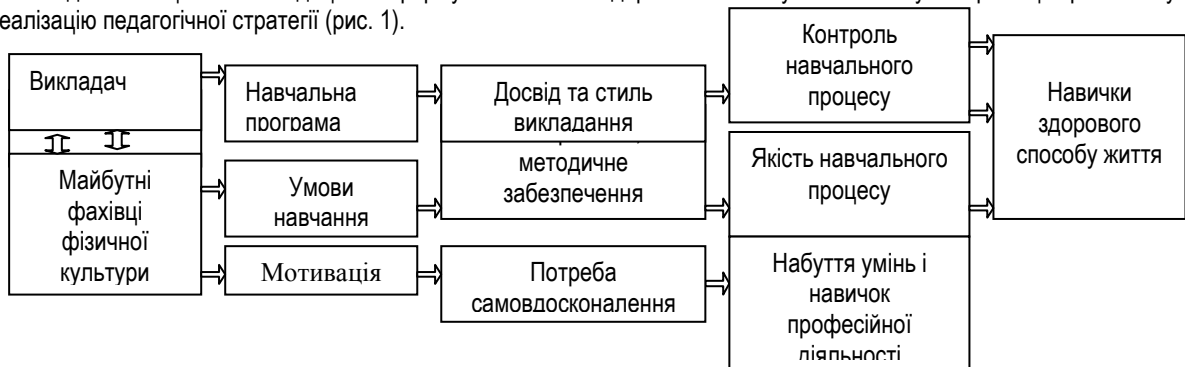 еалізацію педагогічної стратегії (рис. 1).
Викладач
Майбутні
фахівці
фізичної
культури
Навчальна
програма
Умови
навчання
Мотивація
Досвід та стиль
викладання
методичне
забезпечення
Потреба
самовдосконалення
Контроль
навчального
процесу
Якість навчального
процесу
Набуття умінь і
навичок
професійної
діяльності
Навички
здорового
способу життя